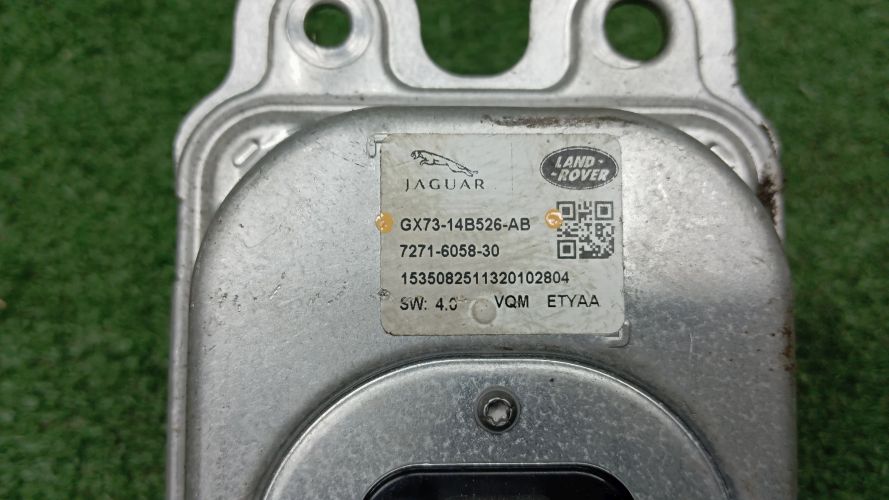 JAGUAR
LAND-
-ROVER
GX73-14B526-AB
7271-6058-30
1535082511320102804
SW: 4.0 VQM ETYAA